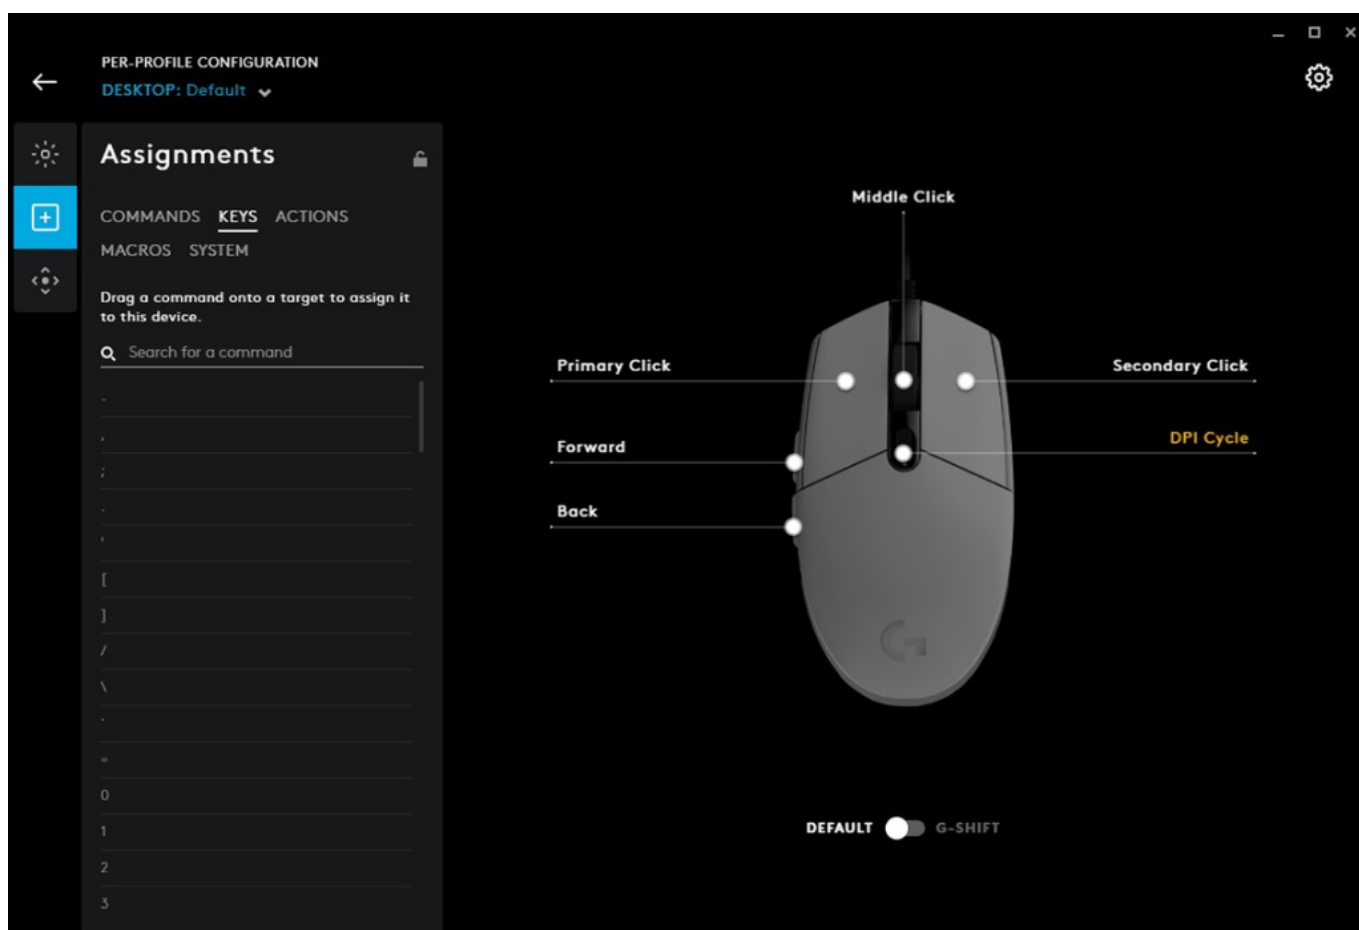 PER-PROFILE CONFIGURATION
DESKTOP: Default
Assignments
COMMANDS KEYS ACTIONS
MACROS SYSTEM
Drag a command onto a target to assign it
to this device.
Search for a command
-
,
;
.
'
[
]
/
\
`
=
0
1
2
3
Middle Click
Primary Click
Secondary Click
Forward
DPI Cycle
Back
G
DEFAULT G-SHIFT